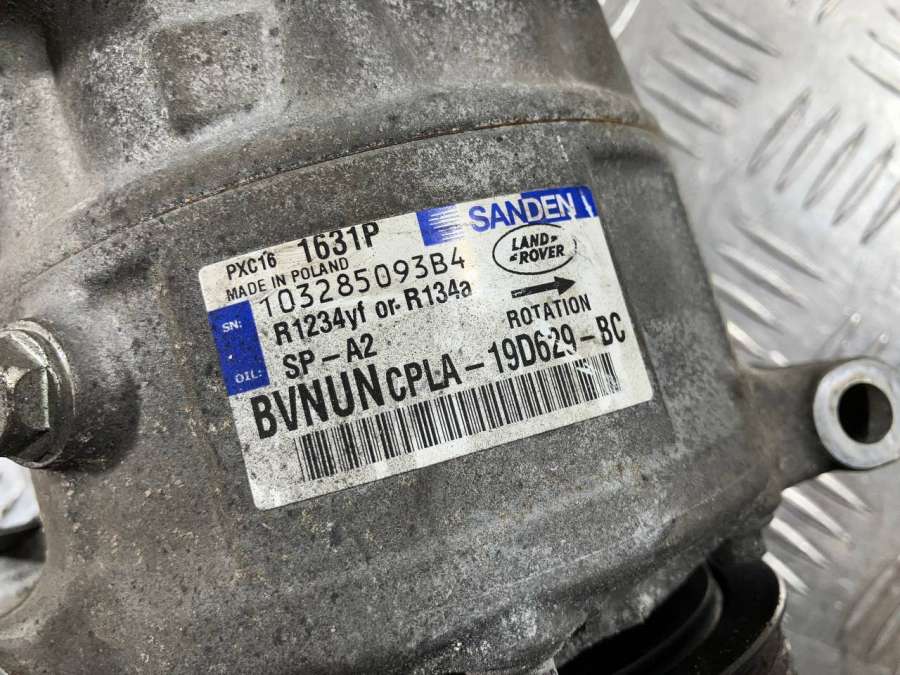 PXC16 1631P
SANDEN
MADE IN POLAND
LAND-
-ROVER
SN: 103285093B4
R1234yf or R134a
ROTATION
OIL: SP-A2
BVNUN CPLA-19D629-BC